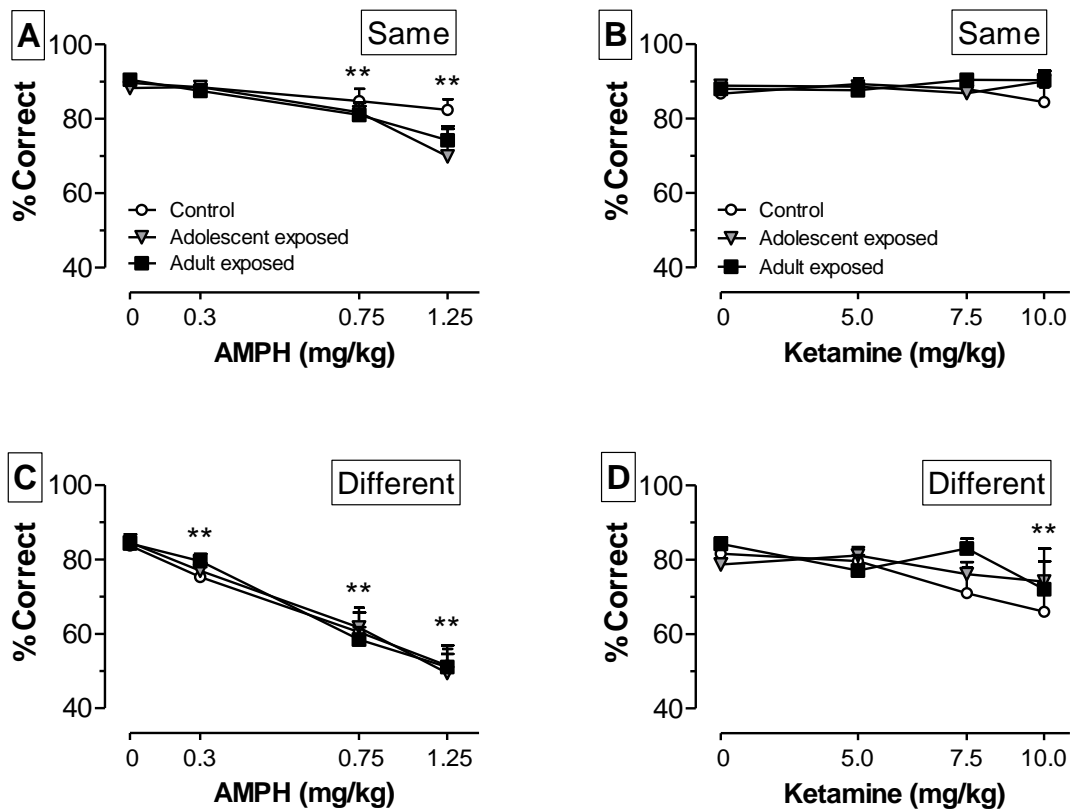 A
Same
100
80
60
40
%Correct
** **
Control
Adolescent exposed
Adult exposed
0 0.3 0.75 1.25
AMPH (mg/kg)
B
Same
100
80
60
40
%Correct
Control
Adolescent exposed
Adult exposed
0 5.0 7.5 10.0
Ketamine (mg/kg)
C
Different
100
80
60
40
%Correct
**
**
**
0 0.3 0.75 1.25
AMPH (mg/kg)
D
Different
100
80
60
40
%Correct
**
0 5.0 7.5 10.0
Ketamine (mg/kg)